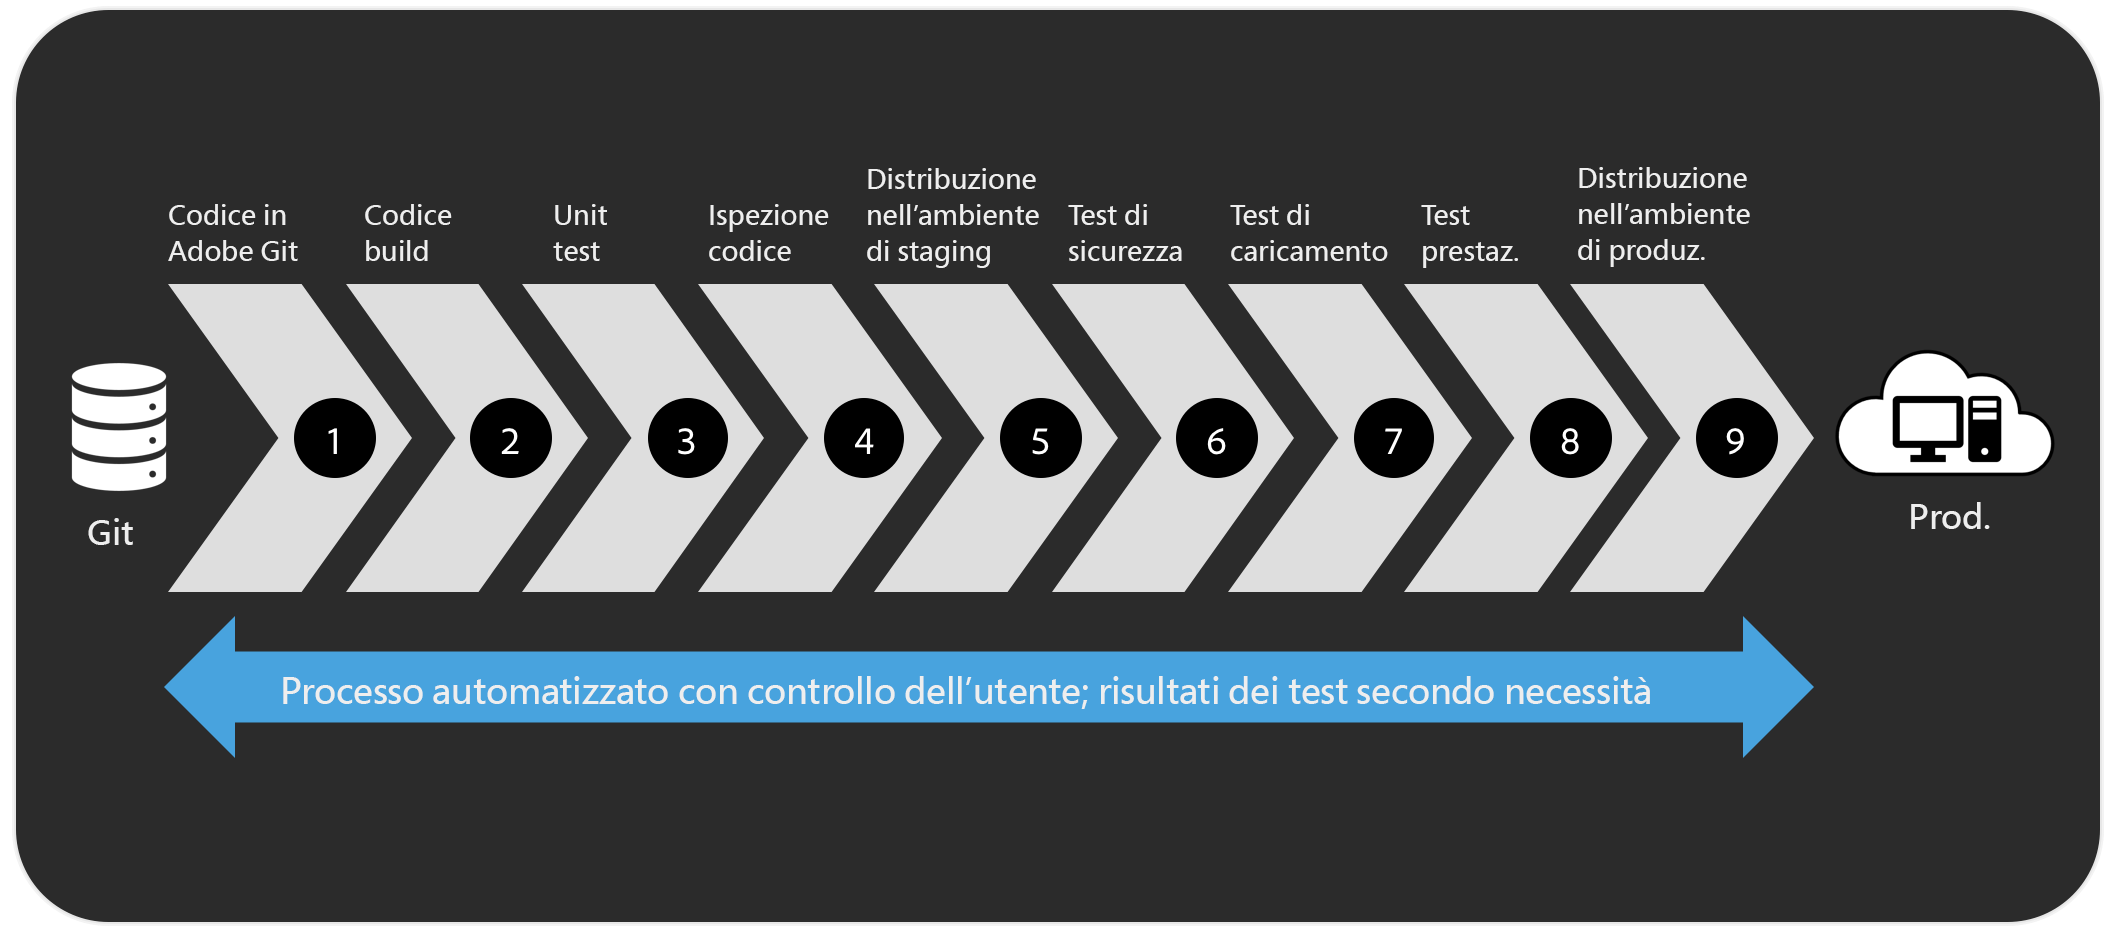 Codice in
Adobe Git
Codice
build
Unit
test
Ispezione
codice
Distribuzione
nell’ambiente
di staging
Test di
sicurezza
Test di
caricamento
Test
prestaz.
Distribuzione
nell’ambiente
di produz.
Git
1
2
3
4
5
6
7
8
9
Prod.
Processo automatizzato con controllo dell’utente; risultati dei test secondo necessità